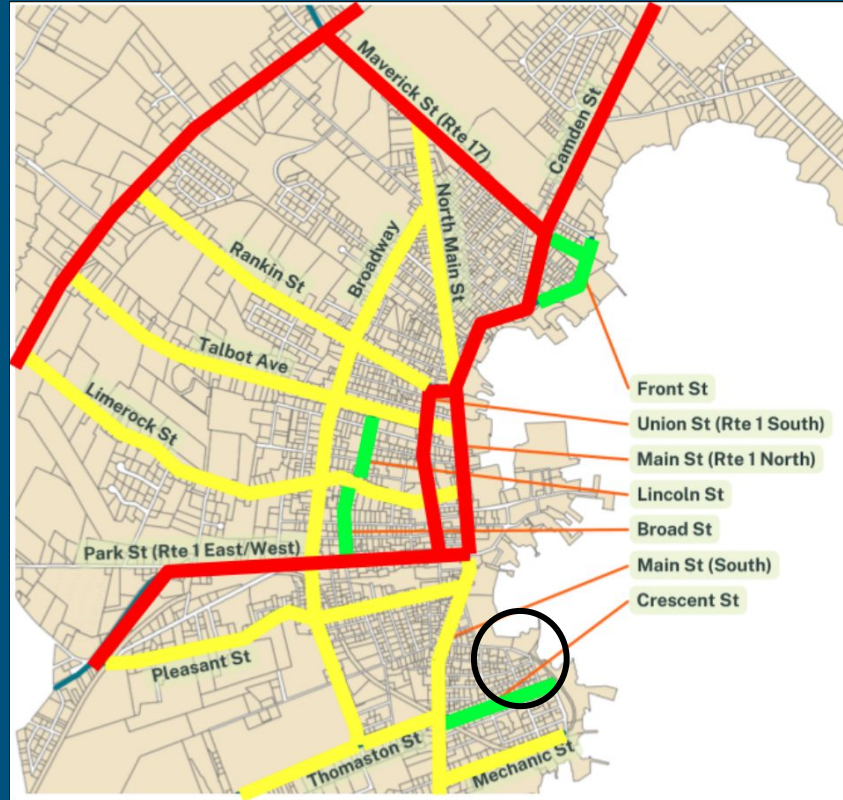 Maverick St (Rte 17)
Camden St
North Main St
Broadway
Rankin St
Talbot Ave
Limerock St
Front St
Union St (Rte 1 South)
Main St (Rte 1 North)
Lincoln St
Broad St
Park St (Rte 1 East/West)
Main St (South)
Crescent St
Pleasant St
Thomaston St
Mechanic St